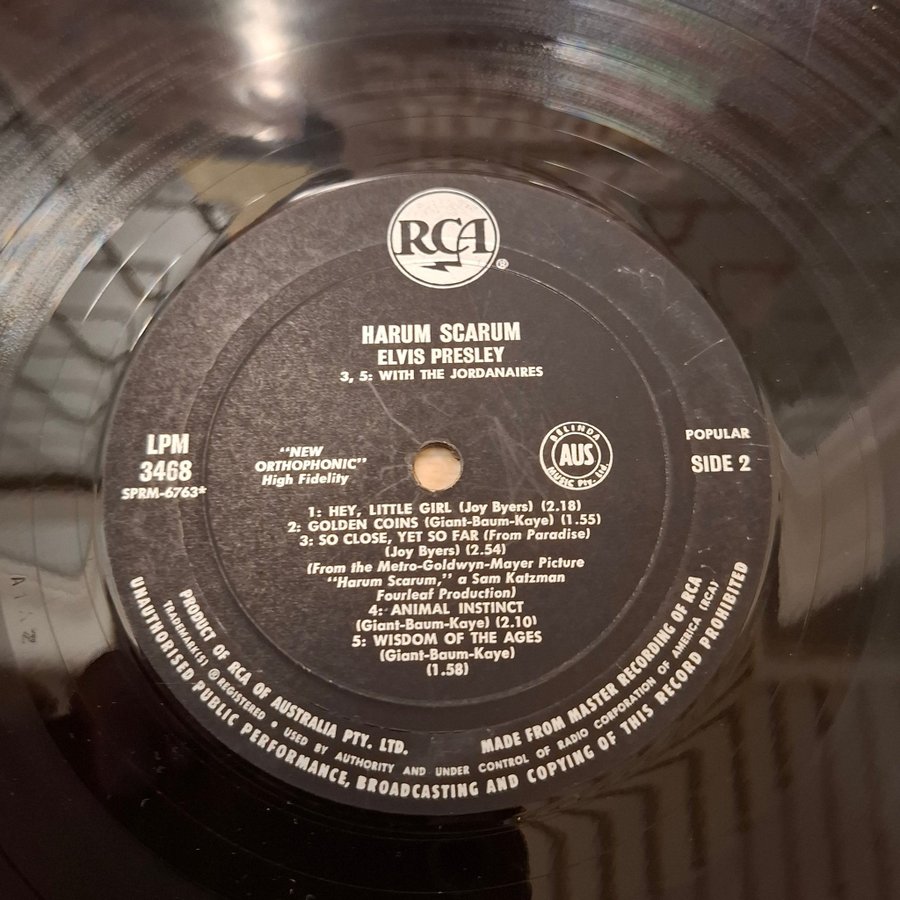 RCA
®
HARUM SCARUM
ELVIS PRESLEY
3, 5: WITH THE JORDANAIRES
LPM
3468
SPRM-6763*
"NEW
ORTHOPHONIC"
High Fidelity
BELINDA
AUS
MUSIC Pty. Ltd.
POPULAR
SIDE 2
1: HEY, LITTLE GIRL (Joy Byers) (2.18)
2: GOLDEN COINS (Giant-Baum-Kaye) (1.55)
3: SO CLOSE, YET SO FAR (From Paradise)
(Joy Byers) (2.54)
(From the Metro-Goldwyn-Mayer Picture
"Harum Scarum," a Sam Katzman
Fourleaf Production)
4: ANIMAL INSTINCT
(Giant-Baum-Kaye) (2.10)
5: WISDOM OF THE AGES
(Giant-Baum-Kaye)
(1.58)
PRODUCT OF RCA OF AUSTRALIA PTY. LTD. MADE FROM MASTER RECORDING OF RCA
TRADEMARK(S) ® REGISTERED • USED BY AUTHORITY AND UNDER CONTROL OF RADIO CORPORATION OF AMERICA (RCA)
UNAUTHORISED PUBLIC PERFORMANCE, BROADCASTING AND COPYING OF THIS RECORD PROHIBITED